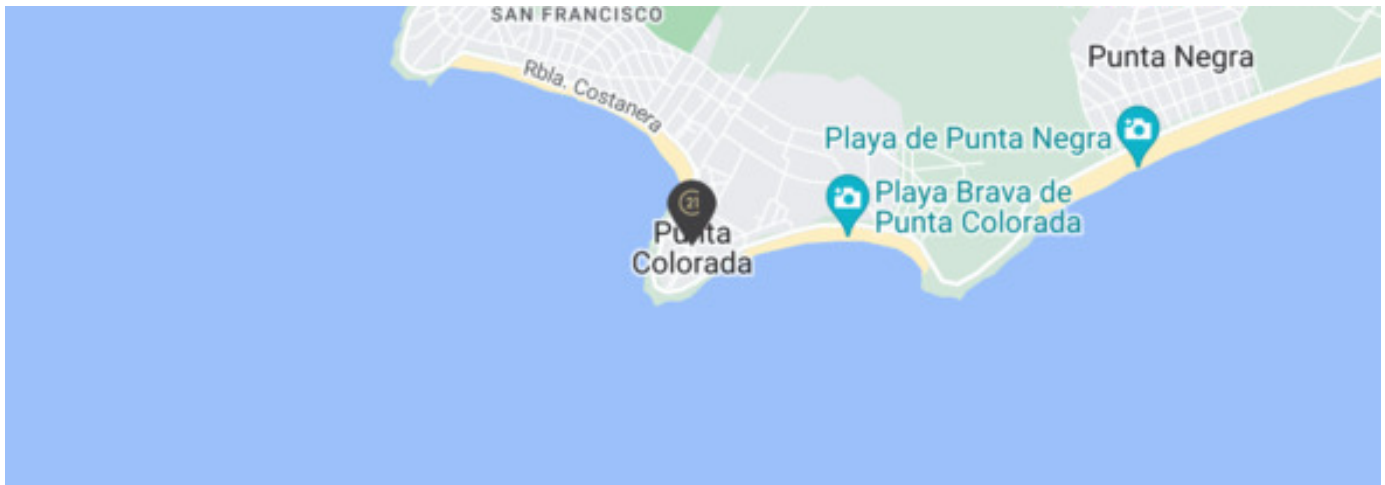 SAN FRANCISCO
Punta Negra
Rbla. Costanera
Playa de Punta Negra
Playa Brava de
Punta Colorada
21
Punta
Colorada